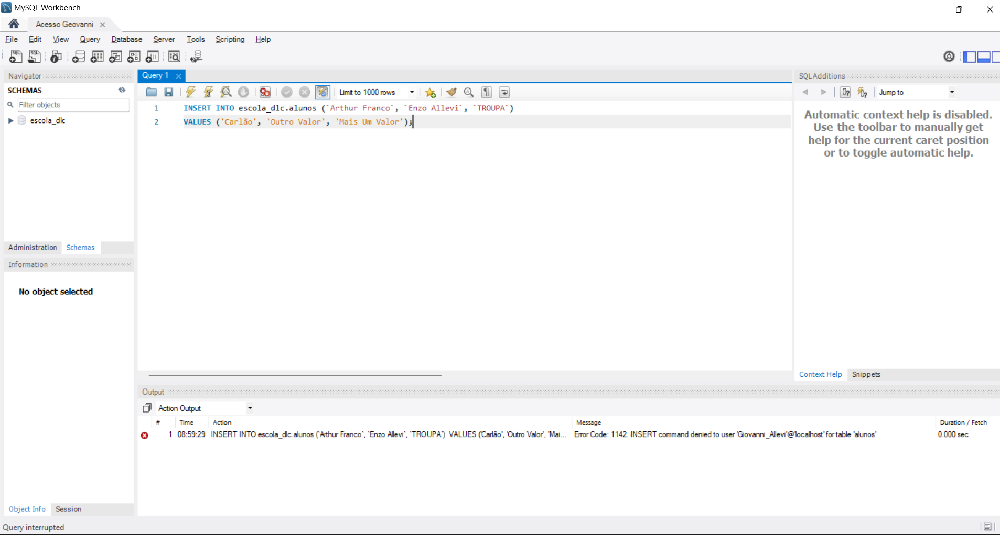 MySQL Workbench
Acesso Geovanni
File Edit View Query Database Server Tools Scripting Help
Navigator
SCHEMAS
Filter objects
escola_dlc
Administration Schemas
Information
No object selected
Object Info Session
Query 1
Limit to 1000 rows
1 INSERT INTO escola_dlc.alunos (`Arthur Franco`, `Enzo Allevi`, `TROUPA`)
2 VALUES ('Carlão', 'Outro Valor', 'Mais Um Valor');
SQLAdditions
Jump to
Automatic context help is disabled.
Use the toolbar to manually get
help for the current caret position
or to toggle automatic help.
Context Help Snippets
Output
Action Output
# Time Action Message Duration / Fetch
1 08:59:29 INSERT INTO escola_dlc.alunos (`Arthur Franco`, `Enzo Allevi`, `TROUPA`) VALUES ('Carlão', 'Outro Valor', 'Mai... Error Code: 1142. INSERT command denied to user 'Giovanni_Allevi'@'localhost' for table 'alunos' 0.000 sec
Query interrupted